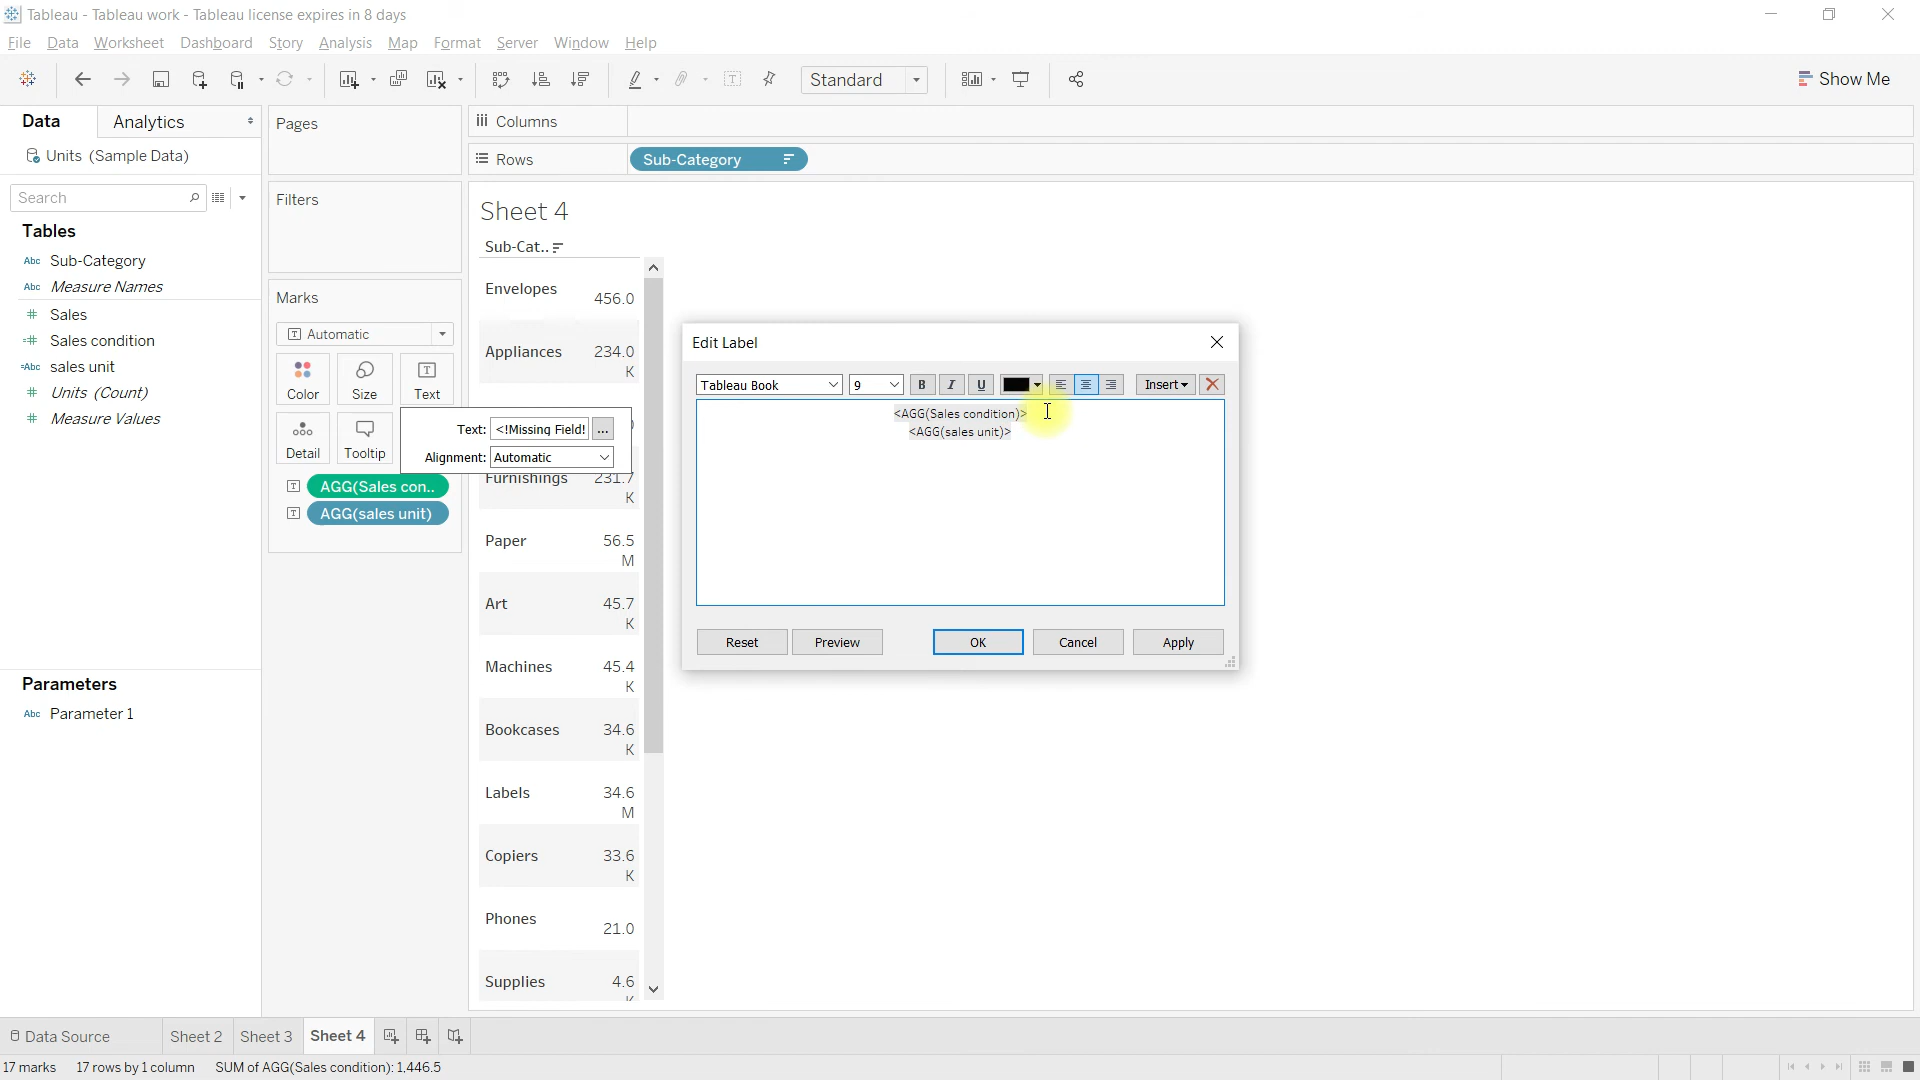 Tableau - Tableau work - Tableau license expires in 8 days
File Data Worksheet Dashboard Story Analysis Map Format Server Window Help
Standard
Show Me
Data Analytics
Pages
Columns
Units (Sample Data)
Rows
Sub-Category
Search
Filters
Sheet 4
Tables
Sub-Cat..
Abc Sub-Category
Abc Measure Names
Envelopes 456.0
Marks
Sales
Sales condition
Automatic
Edit Label
Appliances 234.0
K
=Abc sales unit
Color Size Text
Tableau Book 9 B I U Insert
Units (Count)
<AGG(Sales condition)>
Measure Values
Text: <!Missing Field! ...
<AGG(sales unit)>
Detail Tooltip
Alignment: Automatic
Furnishings 231.7
K
AGG(Sales con..
AGG(sales unit)
Paper 56.5
M
Art 45.7
K
Reset Preview OK Cancel Apply
Machines 45.4
K
Parameters
Abc Parameter 1
Bookcases 34.6
K
Labels 34.6
M
Copiers 33.6
K
Phones 21.0
Supplies 4.6
Data Source Sheet 2 Sheet 3 Sheet 4
17 marks 17 rows by 1 column SUM of AGG(Sales condition): 1,446.5